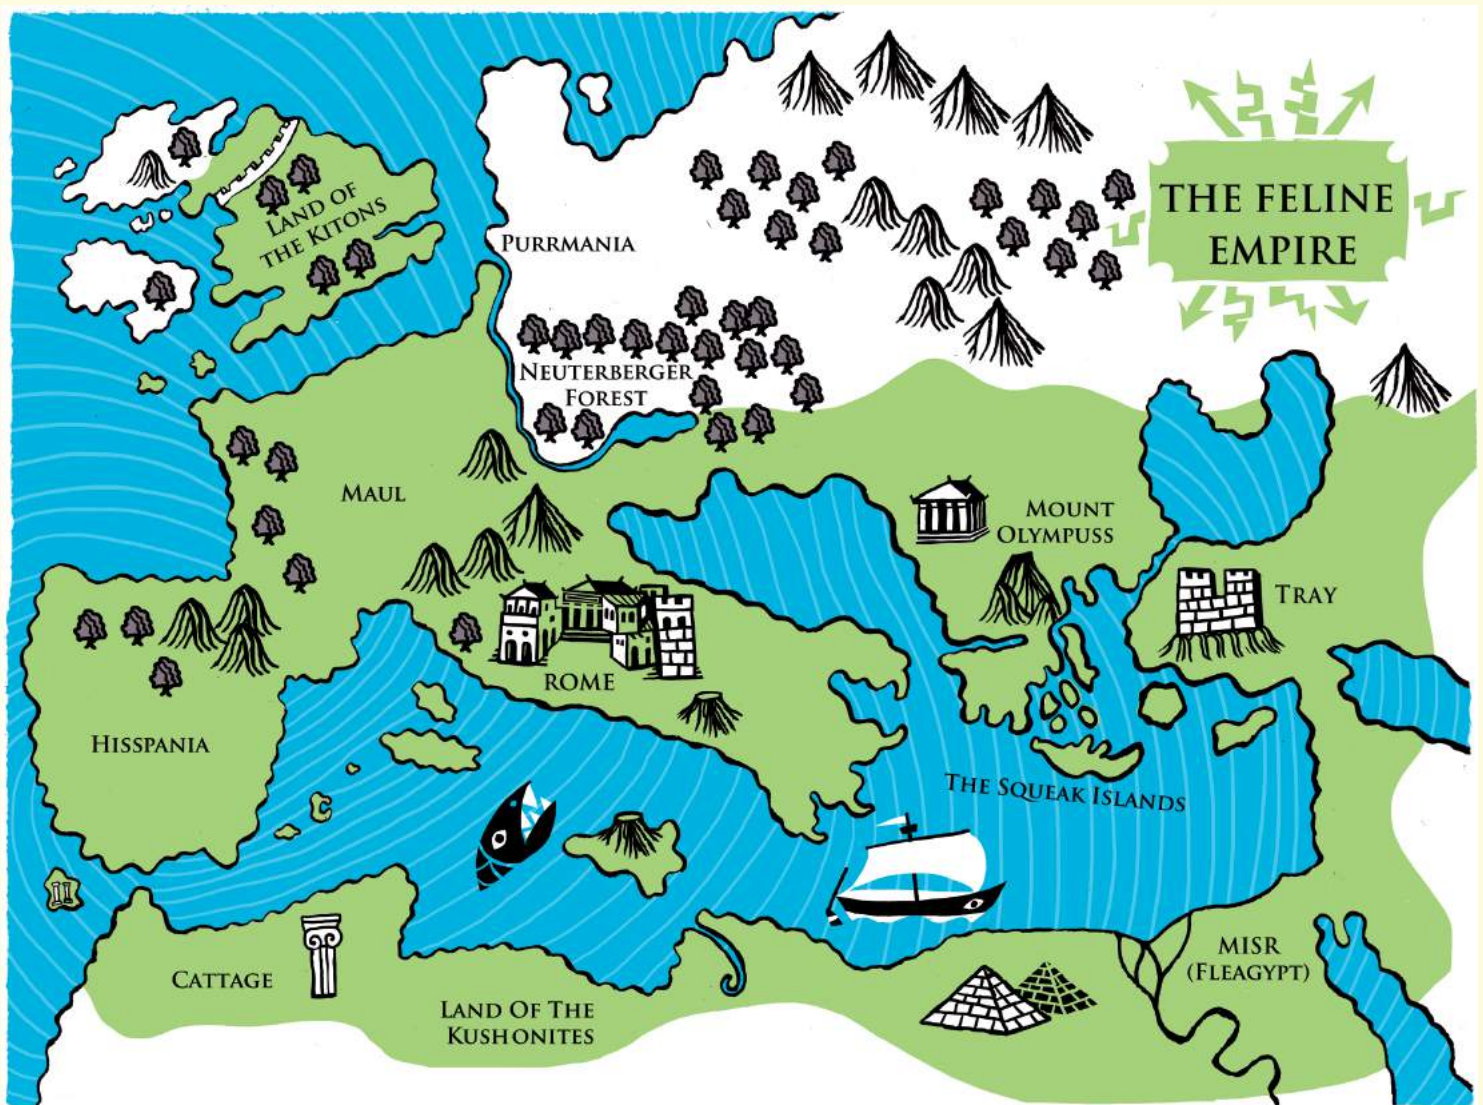 THE FELINE
EMPIRE
LAND OF
THE KITONS
PURRMANIA
NEUTERBERGER
FOREST
MAUL
MOUNT
OLYMPUSS
TRAY
ROME
HISSPANIA
THE SQUEAK ISLANDS
CATTAGE
LAND OF THE
KUSHONITES
MISR
(FLEAGYPT)